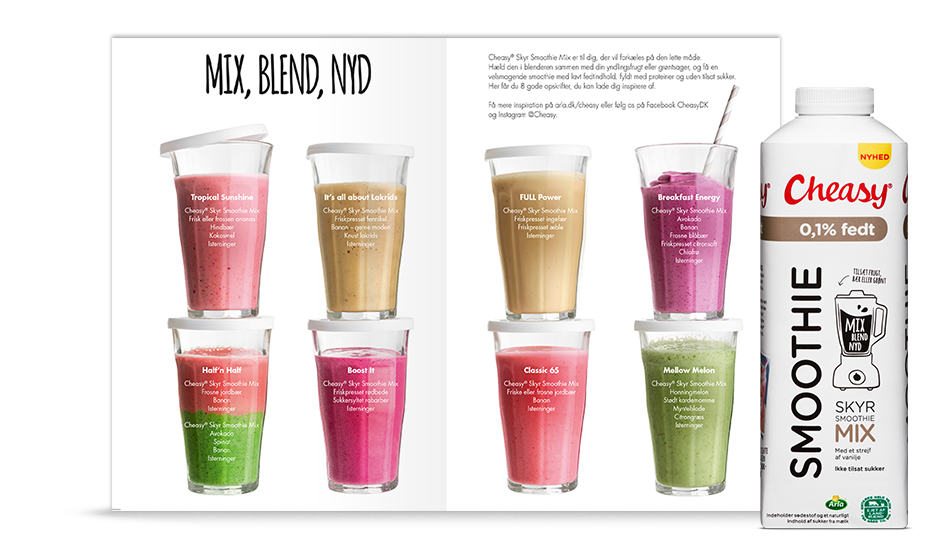 MIX, BLEND, NYD
Cheasy® Skyr Smoothie Mix er til dig, der vil forkæles på den lette måde.
Hæld den i blenderen sammen med din yndlingsfrugt eller grøntsager, og få en
velsmagende smoothie med lavt fedtindhold, fyldt med proteiner og uden tilsat sukker.
Her får du 8 gode opskrifter, du kan lade dig inspirere af.
Få mere inspiration på arla.dk/cheasy eller følg os på Facebook CheasyDK
og Instagram @Cheasy.
Tropical Sunshine
Cheasy® Skyr Smoothie Mix
Frisk eller frossen ananas
Hindbær
Kokosmel
Isterninger
It's all about Lakrids
Cheasy® Skyr Smoothie Mix
Friskpresset fennikel
Banan – gerne moden
Knust lakrids
Isterninger
FULL Power
Cheasy® Skyr Smoothie Mix
Friskpresset ingefær
Friskpresset æble
Isterninger
Breakfast Energy
Cheasy® Skyr Smoothie Mix
Avokado
Banan
Frosne blåbær
Friskpresset citronsaft
Chiafrø
Isterninger
Half'n Half
Cheasy® Skyr Smoothie Mix
Frosne jordbær
Banan
Isterninger
Cheasy® Skyr Smoothie Mix
Avokado
Spinat
Banan
Isterninger
Boost It
Cheasy® Skyr Smoothie Mix
Friskpresset rødbede
Sukkersyltet rabarber
Isterninger
Classic 65
Cheasy® Skyr Smoothie Mix
Friske eller frosne jordbær
Banan
Isterninger
Mellow Melon
Cheasy® Skyr Smoothie Mix
Honningmelon
Stødt kardemomme
Mynteblade
Citrongræs
Isterninger
NYHED
Cheasy®
0,1% fedt
SMOOTHIE
TILSÆT FRUGT,
BÆR ELLER GRØNT
MIX
BLEND
NYD
SKYR
SMOOTHIE
MIX
Med et strejf
af vanilje
Ikke tilsat sukker
Arla
Indeholder sødestof og et naturligt
indhold af sukker fra mælk